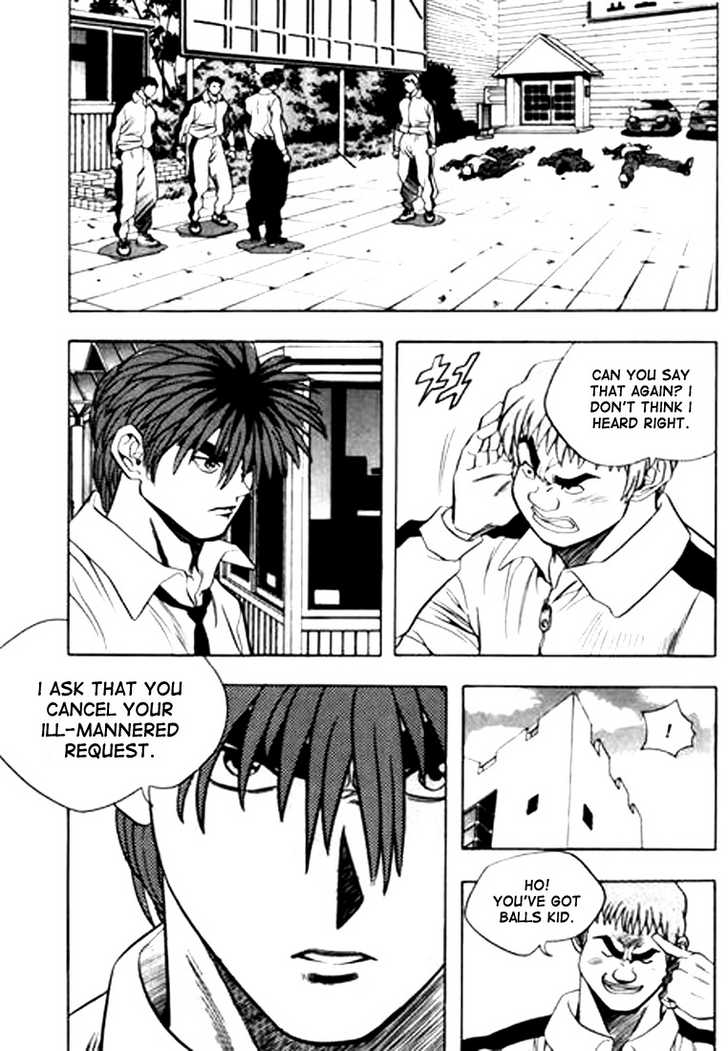 CAN YOU SAY
THAT AGAIN? I
DON'T THINK I
HEARD RIGHT.
I ASK THAT YOU
CANCEL YOUR
ILL-MANNERED
REQUEST.
!
HO!
YOU'VE GOT
BALLS KID.